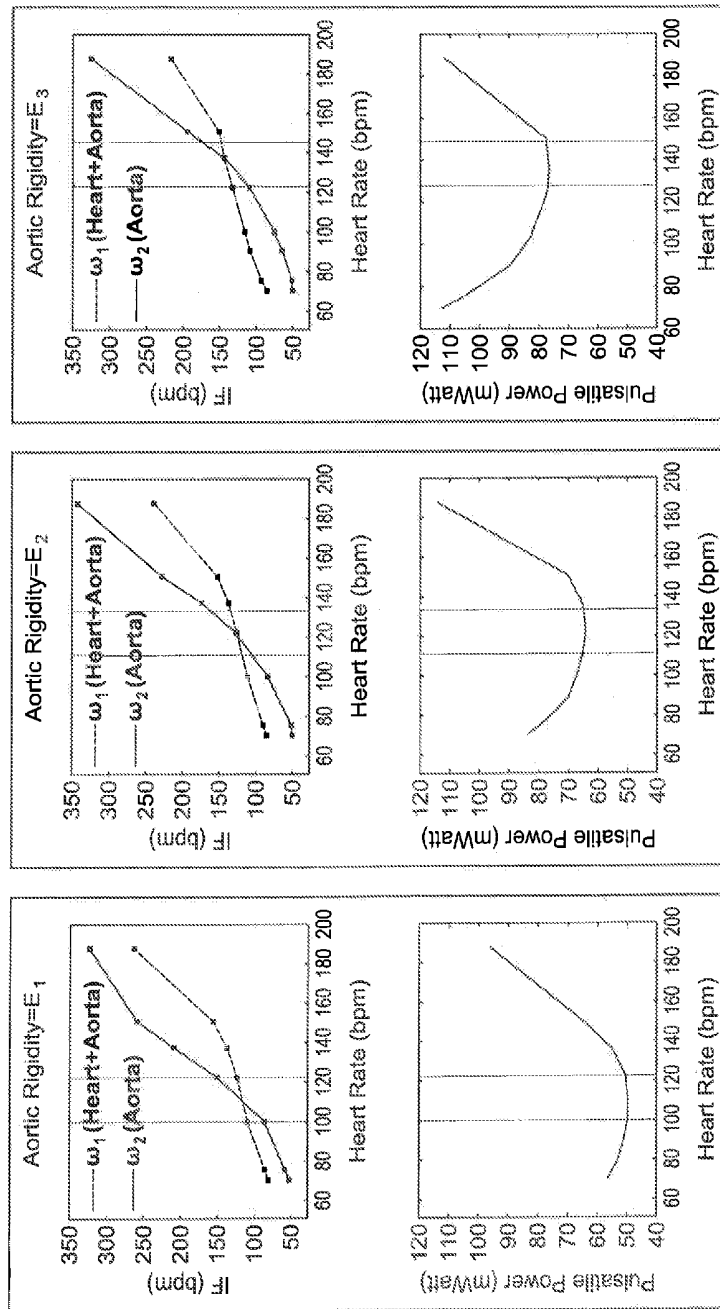 Aortic Rigidity=E1
ω1 (Heart+Aorta)
ω2 (Aorta)
IF (bpm)
350
300
250
200
150
100
50
60 80 100 120 140 160 180 200
Heart Rate (bpm)
Pulsatile Power (mWatt)
120
110
100
90
80
70
60
50
40
60 80 100 120 140 160 180 200
Heart Rate (bpm)
Aortic Rigidity=E2
ω1 (Heart+Aorta)
ω2 (Aorta)
IF (bpm)
350
300
250
200
150
100
50
60 80 100 120 140 160 180 200
Heart Rate (bpm)
Pulsatile Power (mWatt)
120
110
100
90
80
70
60
50
40
60 80 100 120 140 160 180 200
Heart Rate (bpm)
Aortic Rigidity=E3
ω1 (Heart+Aorta)
ω2 (Aorta)
IF (bpm)
350
300
250
200
150
100
50
60 80 100 120 140 160 180 200
Heart Rate (bpm)
Pulsatile Power (mWatt)
120
110
100
90
80
70
60
50
40
60 80 100 120 140 160 180 200
Heart Rate (bpm)